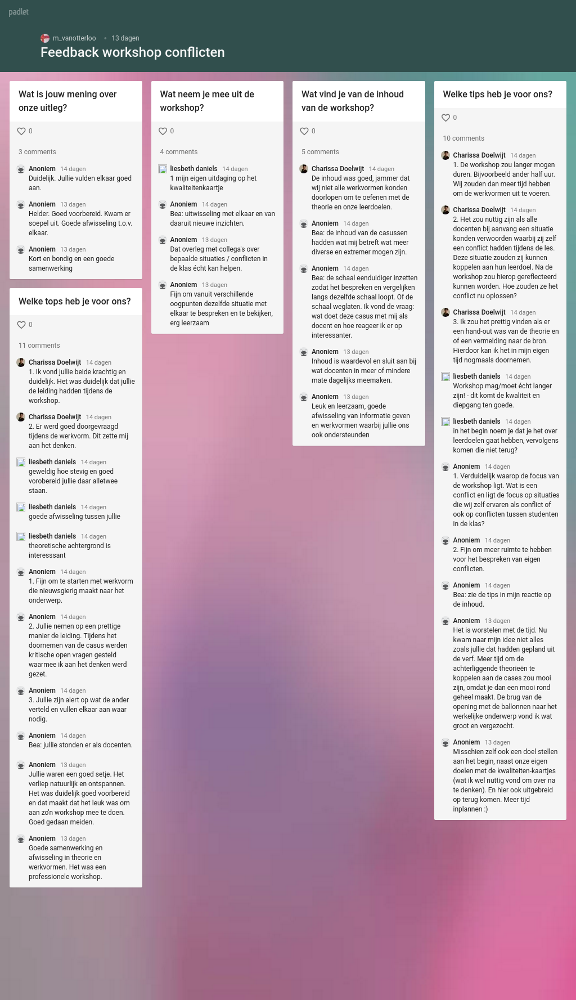 padlet
m_vanotterloo • 13 dagen
Feedback workshop conflicten
Wat is jouw mening over
onze uitleg?
0
3 comments
Anoniem 14 dagen
Duidelijk. Jullie vulden elkaar goed
aan.
Anoniem 13 dagen
Helder. Goed voorbereid. Kwam er
soepel uit. Goede afwisseling t.o.v.
elkaar.
Anoniem 13 dagen
Kort en bondig en een goede
samenwerking
Welke tops heb je voor ons?
0
11 comments
Charissa Doelwijt 14 dagen
1. Ik vond jullie beide krachtig en
duidelijk. Het was duidelijk dat jullie
de leiding hadden tijdens de
workshop.
Charissa Doelwijt 14 dagen
2. Er werd goed doorgevraagd
tijdens de werkvorm. Dit zette mij
aan het denken.
liesbeth daniels 14 dagen
geweldig hoe stevig en goed
vorobereid jullie daar alletwee
staan.
liesbeth daniels 14 dagen
goede afwisseling tussen jullie
liesbeth daniels 14 dagen
theoretische achtergrond is
interesssant
Anoniem 14 dagen
1. Fijn om te starten met werkvorm
die nieuwsgierig maakt naar het
onderwerp.
Anoniem 14 dagen
2. Jullie nemen op een prettige
manier de leiding. Tijdens het
doornemen van de casus werden
kritische open vragen gesteld
waarmee ik aan het denken werd
gezet.
Anoniem 14 dagen
3. Jullie zijn alert op wat de ander
verteld en vullen elkaar aan waar
nodig.
Anoniem 14 dagen
Bea: jullie stonden er als docenten.
Anoniem 13 dagen
Jullie waren een goed setje. Het
verliep natuurlijk en ontspannen.
Het was duidelijk goed voorbereid
en dat maakt dat het leuk was om
aan zo'n workshop mee te doen.
Goed gedaan meiden.
Anoniem 13 dagen
Goede samenwerking en
afwisseling in theorie en
werkvormen. Het was een
professionele workshop.
Wat neem je mee uit de
workshop?
0
4 comments
liesbeth daniels 14 dagen
1 mijn eigen uitdaging op het
kwaliteitenkaartje
Anoniem 14 dagen
Bea: uitwisseling met elkaar en van
daaruit nieuwe inzichten.
Anoniem 13 dagen
Dat overleg met collega's over
bepaalde situaties / conflicten in
de klas écht kan helpen.
Anoniem 13 dagen
Fijn om vanuit verschillende
oogpunten dezelfde situatie met
elkaar te bespreken en te bekijken,
erg leerzaam
Wat vind je van de inhoud
van de workshop?
0
5 comments
Charissa Doelwijt 14 dagen
De inhoud was goed, jammer dat
wij niet alle werkvormen konden
doorlopen om te oefenen met de
theorie en onze leerdoelen.
Anoniem 14 dagen
Bea: de inhoud van de casussen
hadden wat mij betreft wat meer
diverse en extremer mogen zijn.
Anoniem 14 dagen
Bea: de schaal eenduidiger inzetten
zodat het bespreken en vergelijken
langs dezelfde schaal loopt. Of de
schaal weglaten. Ik vond de vraag:
wat doet deze casus met mij als
docent en hoe reageer ik er op
interessanter.
Anoniem 13 dagen
Inhoud is waardevol en sluit aan bij
wat docenten in meer of mindere
mate dagelijks meemaken.
Anoniem 13 dagen
Leuk en leerzaam, goede
afwisseling van informatie geven
en werkvormen waarbij jullie ons
ook ondersteunden
Welke tips heb je voor ons?
0
10 comments
Charissa Doelwijt 14 dagen
1. De workshop zou langer mogen
duren. Bijvoorbeeld ander half uur.
Wij zouden dan meer tijd hebben
om de werkvormen uit te voeren.
Charissa Doelwijt 14 dagen
2. Het zou nuttig zijn als alle
docenten bij aanvang een situatie
konden verwoorden waarbij zij zelf
een conflict hadden tijdens de les.
Deze situatie zouden zij kunnen
koppelen aan hun leerdoel. Na de
workshop zou hierop gereflecteerd
kunnen worden. Hoe zouden ze het
conflict nu oplossen?
Charissa Doelwijt 14 dagen
3. Ik zou het prettig vinden als er
een hand-out was van de theorie en
of een vermelding naar de bron.
Hierdoor kan ik het in mijn eigen
tijd nogmaals doornemen.
liesbeth daniels 14 dagen
Workshop mag/moet écht langer
zijn! - dit komt de kwaliteit en
diepgang ten goede.
liesbeth daniels 14 dagen
in het begin noem je dat je het over
leerdoelen gaat hebben, vervolgens
komen die niet terug?
Anoniem 14 dagen
1. Verduidelijk waarop de focus van
de workshop ligt. Wat is een
conflict en ligt de focus op situaties
die wij zelf ervaren als conflict of
ook op conflicten tussen studenten
in de klas?
Anoniem 14 dagen
2. Fijn om meer ruimte te hebben
voor het bespreken van eigen
conflicten.
Anoniem 14 dagen
Bea: zie de tips in mijn reactie op
de inhoud.
Anoniem 13 dagen
Het is worstelen met de tijd. Nu
kwam naar mijn idee niet alles
zoals jullie dat hadden gepland uit
de verf. Meer tijd om de
achterliggende theorieën te
koppelen aan de cases zou mooi
zijn, omdat je dan een mooi rond
geheel maakt. De brug van de
opening met de ballonnen naar het
werkelijke onderwerp vond ik wat
groot en vergezocht.
Anoniem 13 dagen
Misschien zelf ook een doel stellen
aan het begin, naast onze eigen
doelen met de kwaliteiten-kaartjes
(wat ik wel nuttig vond om over na
te denken). En hier ook uitgebreid
op terug komen. Meer tijd
inplannen :)